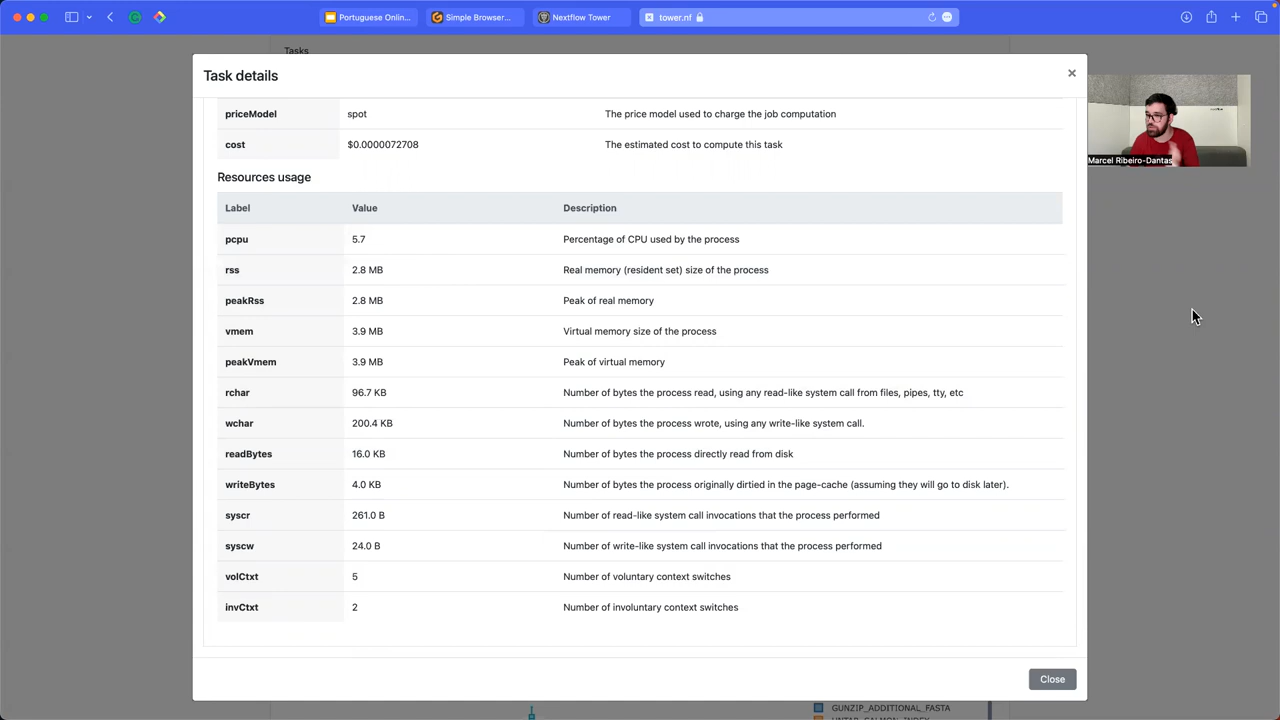 Portuguese Onlin...
Simple Browser...
Nextflow Tower
tower.nf
Tasks
Task details
×
priceModel spot The price model used to charge the job computation
cost $0.0000072708 The estimated cost to compute this task
Marcel Ribeiro-Dantas
Resources usage
Label Value Description
pcpu 5.7 Percentage of CPU used by the process
rss 2.8 MB Real memory (resident set) size of the process
peakRss 2.8 MB Peak of real memory
vmem 3.9 MB Virtual memory size of the process
peakVmem 3.9 MB Peak of virtual memory
rchar 96.7 KB Number of bytes the process read, using any read-like system call from files, pipes, tty, etc
wchar 200.4 KB Number of bytes the process wrote, using any write-like system call.
readBytes 16.0 KB Number of bytes the process directly read from disk
writeBytes 4.0 KB Number of bytes the process originally dirtied in the page-cache (assuming they will go to disk later).
syscr 261.0 B Number of read-like system call invocations that the process performed
syscw 24.0 B Number of write-like system call invocations that the process performed
volCtxt 5 Number of voluntary context switches
invCtxt 2 Number of involuntary context switches
Close
GUNZIP_ADDITIONAL_FASTA
UNTAR_SALMON_INDEX